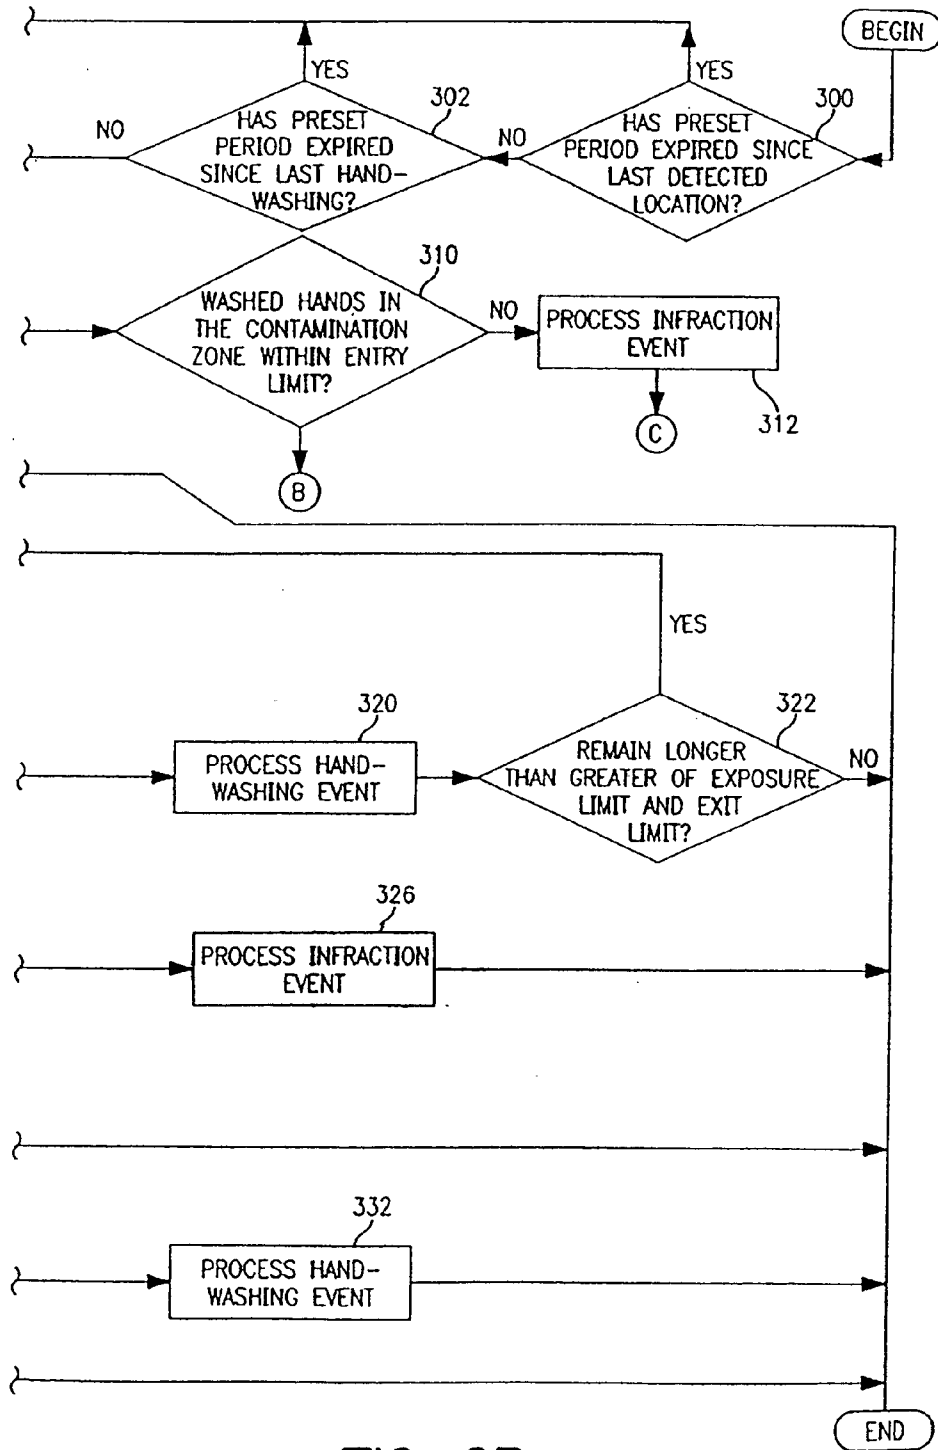 BEGIN
YES
YES
302
300
NO
HAS PRESET
PERIOD EXPIRED
SINCE LAST HAND-
WASHING?
NO
HAS PRESET
PERIOD EXPIRED SINCE
LAST DETECTED
LOCATION?
310
WASHED HANDS IN
THE CONTAMINATION
ZONE WITHIN ENTRY
LIMIT?
NO
PROCESS INFRACTION
EVENT
312
C
B
YES
320
PROCESS HAND-
WASHING EVENT
322
REMAIN LONGER
THAN GREATER OF EXPOSURE
LIMIT AND EXIT
LIMIT?
NO
326
PROCESS INFRACTION
EVENT
332
PROCESS HAND-
WASHING EVENT
END